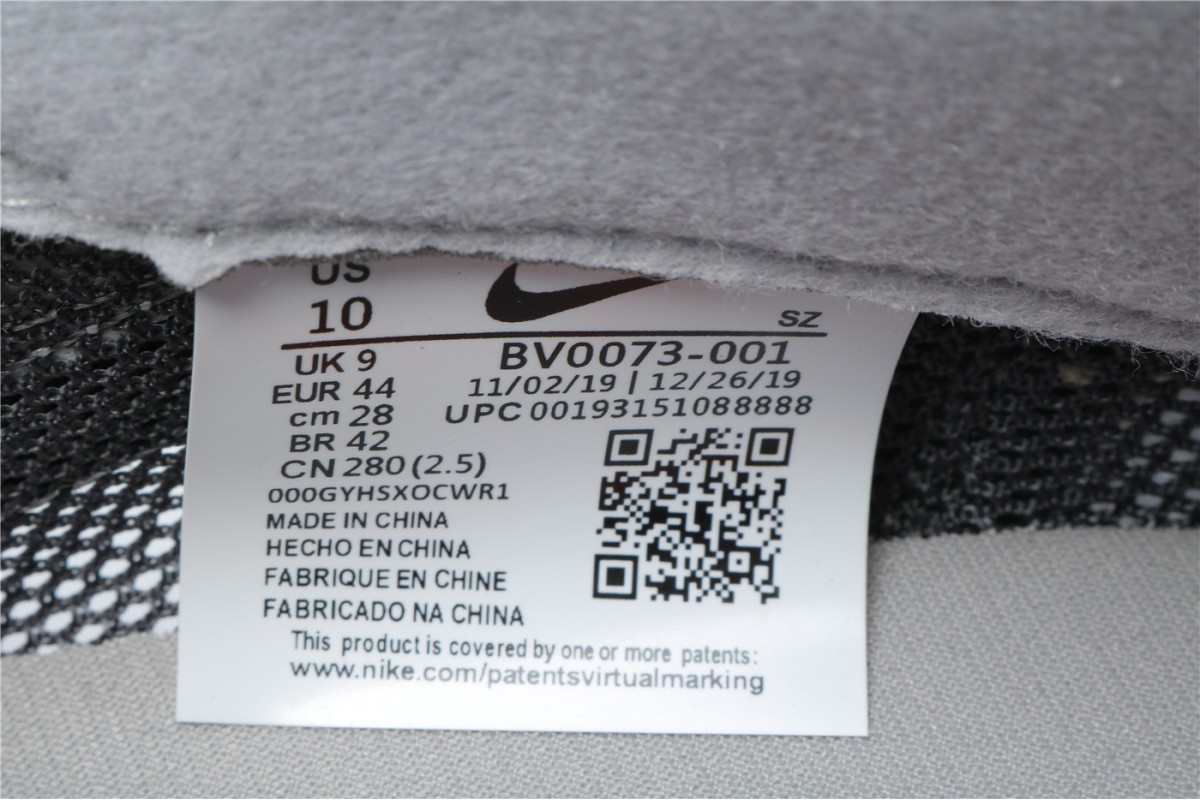 US
10
SZ
UK 9
EUR 44
cm 28
BR 42
CN 280 (2.5)
BV0073-001
11/02/19 | 12/26/19
UPC 00193151088888
000GYHSXOCWR1
MADE IN CHINA
HECHO EN CHINA
FABRIQUE EN CHINE
FABRICADO NA CHINA
This product is covered by one or more patents:
www.nike.com/patentsvirtualmarking